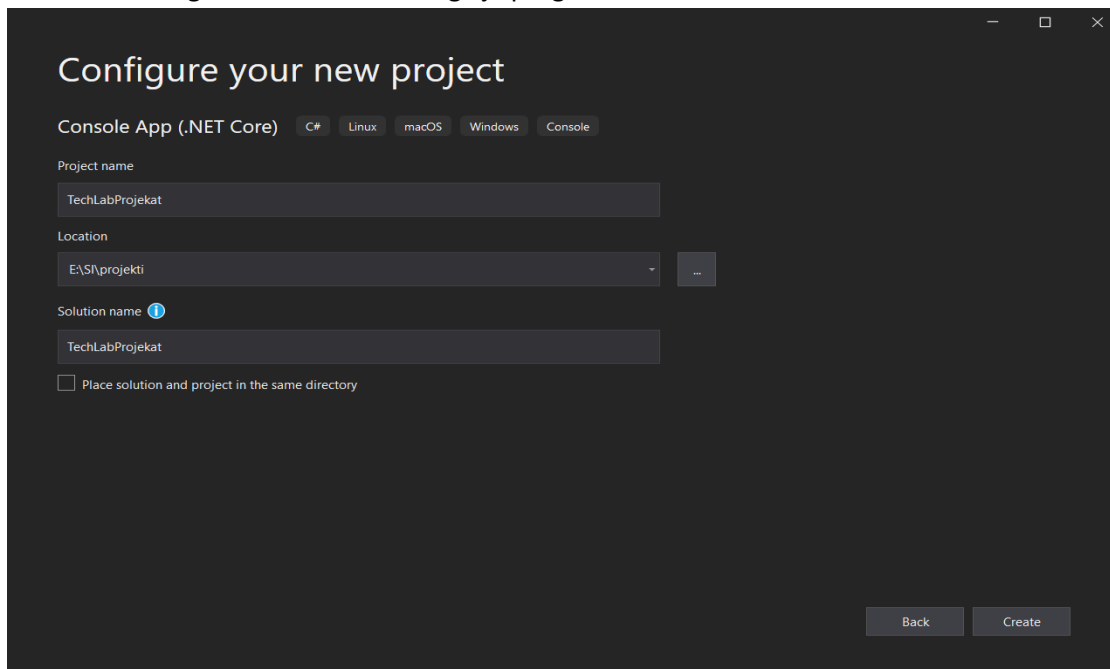 Configure your new project
Console App (.NET Core) C# Linux macOS Windows Console
Project name
TechLabProjekat
Location
E:\SI\projekti
...
Solution name
TechLabProjekat
Place solution and project in the same directory
Back Create